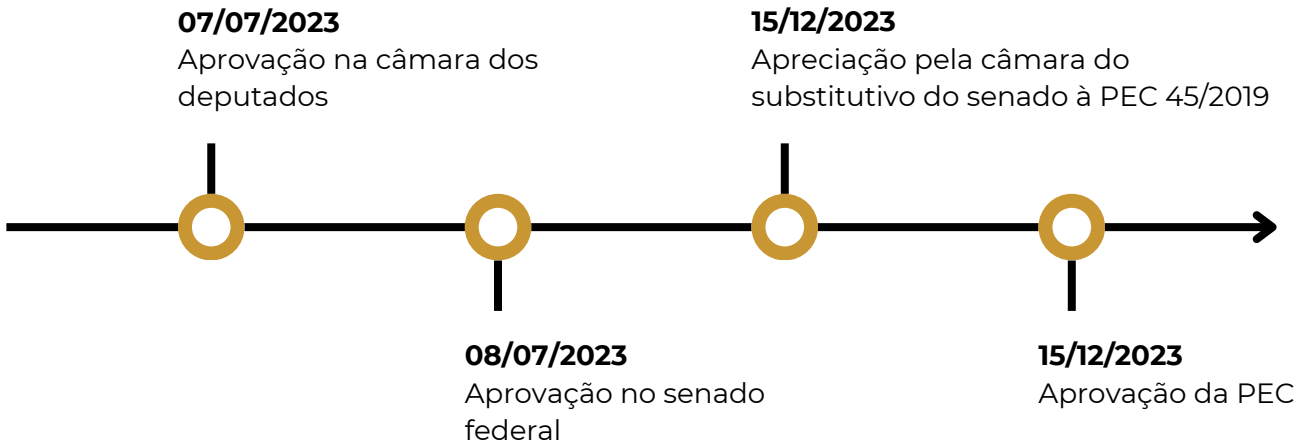 07/07/2023
Aprovação na câmara dos
deputados
08/07/2023
Aprovação no senado
federal
15/12/2023
Apreciação pela câmara do
substitutivo do senado à PEC 45/2019
15/12/2023
Aprovação da PEC